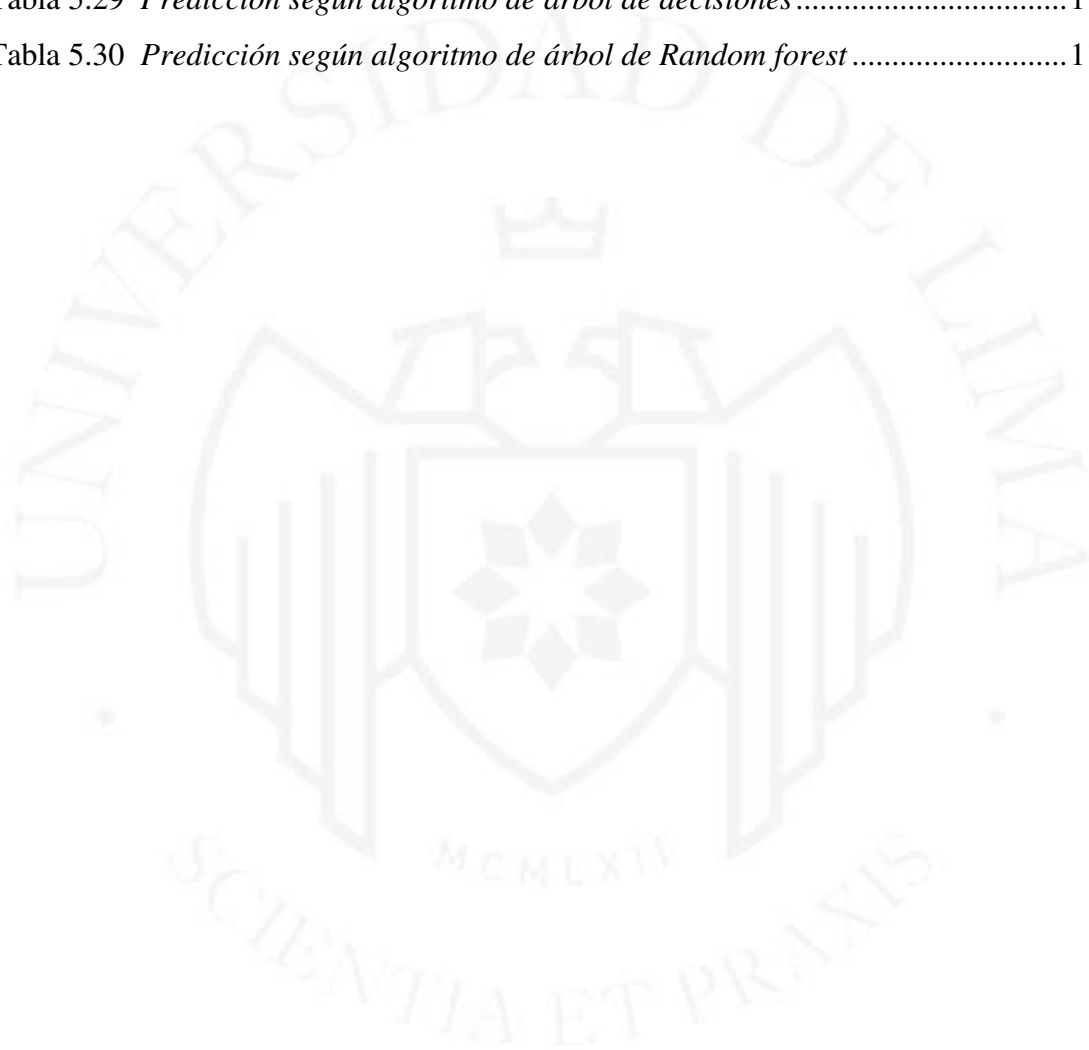 Tabla 5.29 Predicción según algoritmo de árbol de decisiones................................1
Tabla 5.30 Predicción según algoritmo de árbol de Random forest..........................1
UNIVERSIDAD DE LIMA
MCMLXII
SCIENTIA ET PRAXIS